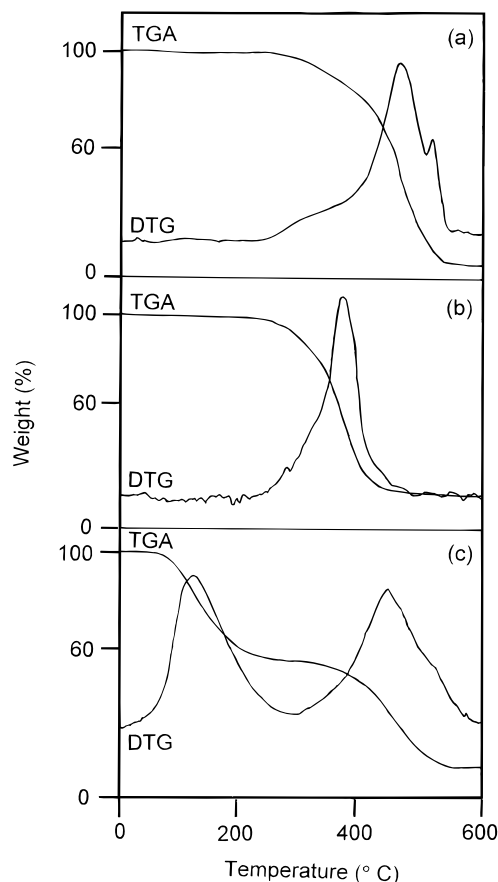 TGA
(a)
100
60
DTG
0
TGA
(b)
100
60
DTG
0
TGA
(c)
100
60
DTG
0
Weight (%)
0 200 400 600
Temperature (° C)